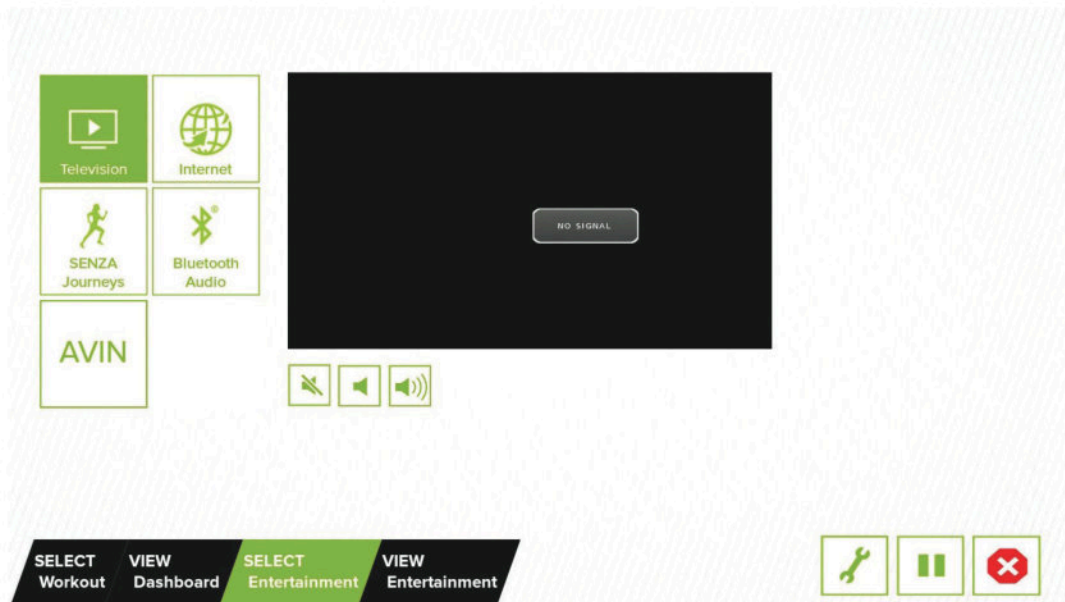 Television
Internet
SENZA
Journeys
Bluetooth
Audio
AVIN
NO SIGNAL
SELECT
Workout
VIEW
Dashboard
SELECT
Entertainment
VIEW
Entertainment